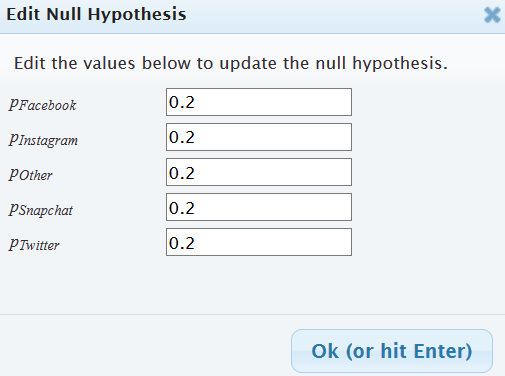 Edit Null Hypothesis
Edit the values below to update the null hypothesis.
pFacebook 0.2
pInstagram 0.2
pOther 0.2
pSnapchat 0.2
pTwitter 0.2
Ok (or hit Enter)